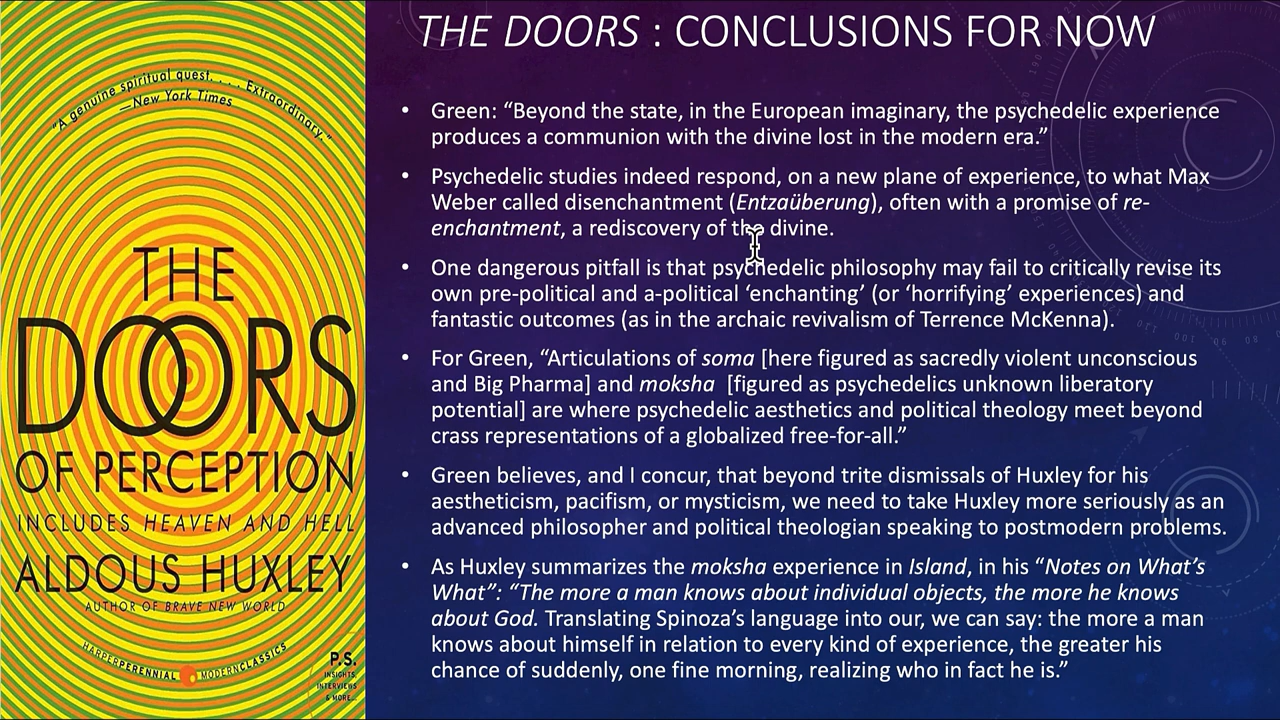 "A genuine spiritual quest. . . . Extraordinary."
—New York Times
THE
DOORS
OF PERCEPTION
INCLUDES HEAVEN AND HELL
ALDOUS HUXLEY
AUTHOR OF BRAVE NEW WORLD
HARPERPERENNIAL MODERNCLASSICS
P.S.
INSIGHTS,
INTERVIEWS
& MORE...
THE DOORS : CONCLUSIONS FOR NOW
• Green: “Beyond the state, in the European imaginary, the psychedelic experience
produces a communion with the divine lost in the modern era.”
• Psychedelic studies indeed respond, on a new plane of experience, to what Max
Weber called disenchantment (Entzaüberung), often with a promise of re-
enchantment, a rediscovery of the divine.
• One dangerous pitfall is that psychedelic philosophy may fail to critically revise its
own pre-political and a-political ‘enchanting’ (or ‘horrifying’ experiences) and
fantastic outcomes (as in the archaic revivalism of Terrence McKenna).
• For Green, “Articulations of soma [here figured as sacredly violent unconscious
and Big Pharma] and moksha [figured as psychedelics unknown liberatory
potential] are where psychedelic aesthetics and political theology meet beyond
crass representations of a globalized free-for-all.”
• Green believes, and I concur, that beyond trite dismissals of Huxley for his
aestheticism, pacifism, or mysticism, we need to take Huxley more seriously as an
advanced philosopher and political theologian speaking to postmodern problems.
• As Huxley summarizes the moksha experience in Island, in his “Notes on What’s
What”: “The more a man knows about individual objects, the more he knows
about God. Translating Spinoza’s language into our, we can say: the more a man
knows about himself in relation to every kind of experience, the greater his
chance of suddenly, one fine morning, realizing who in fact he is.”